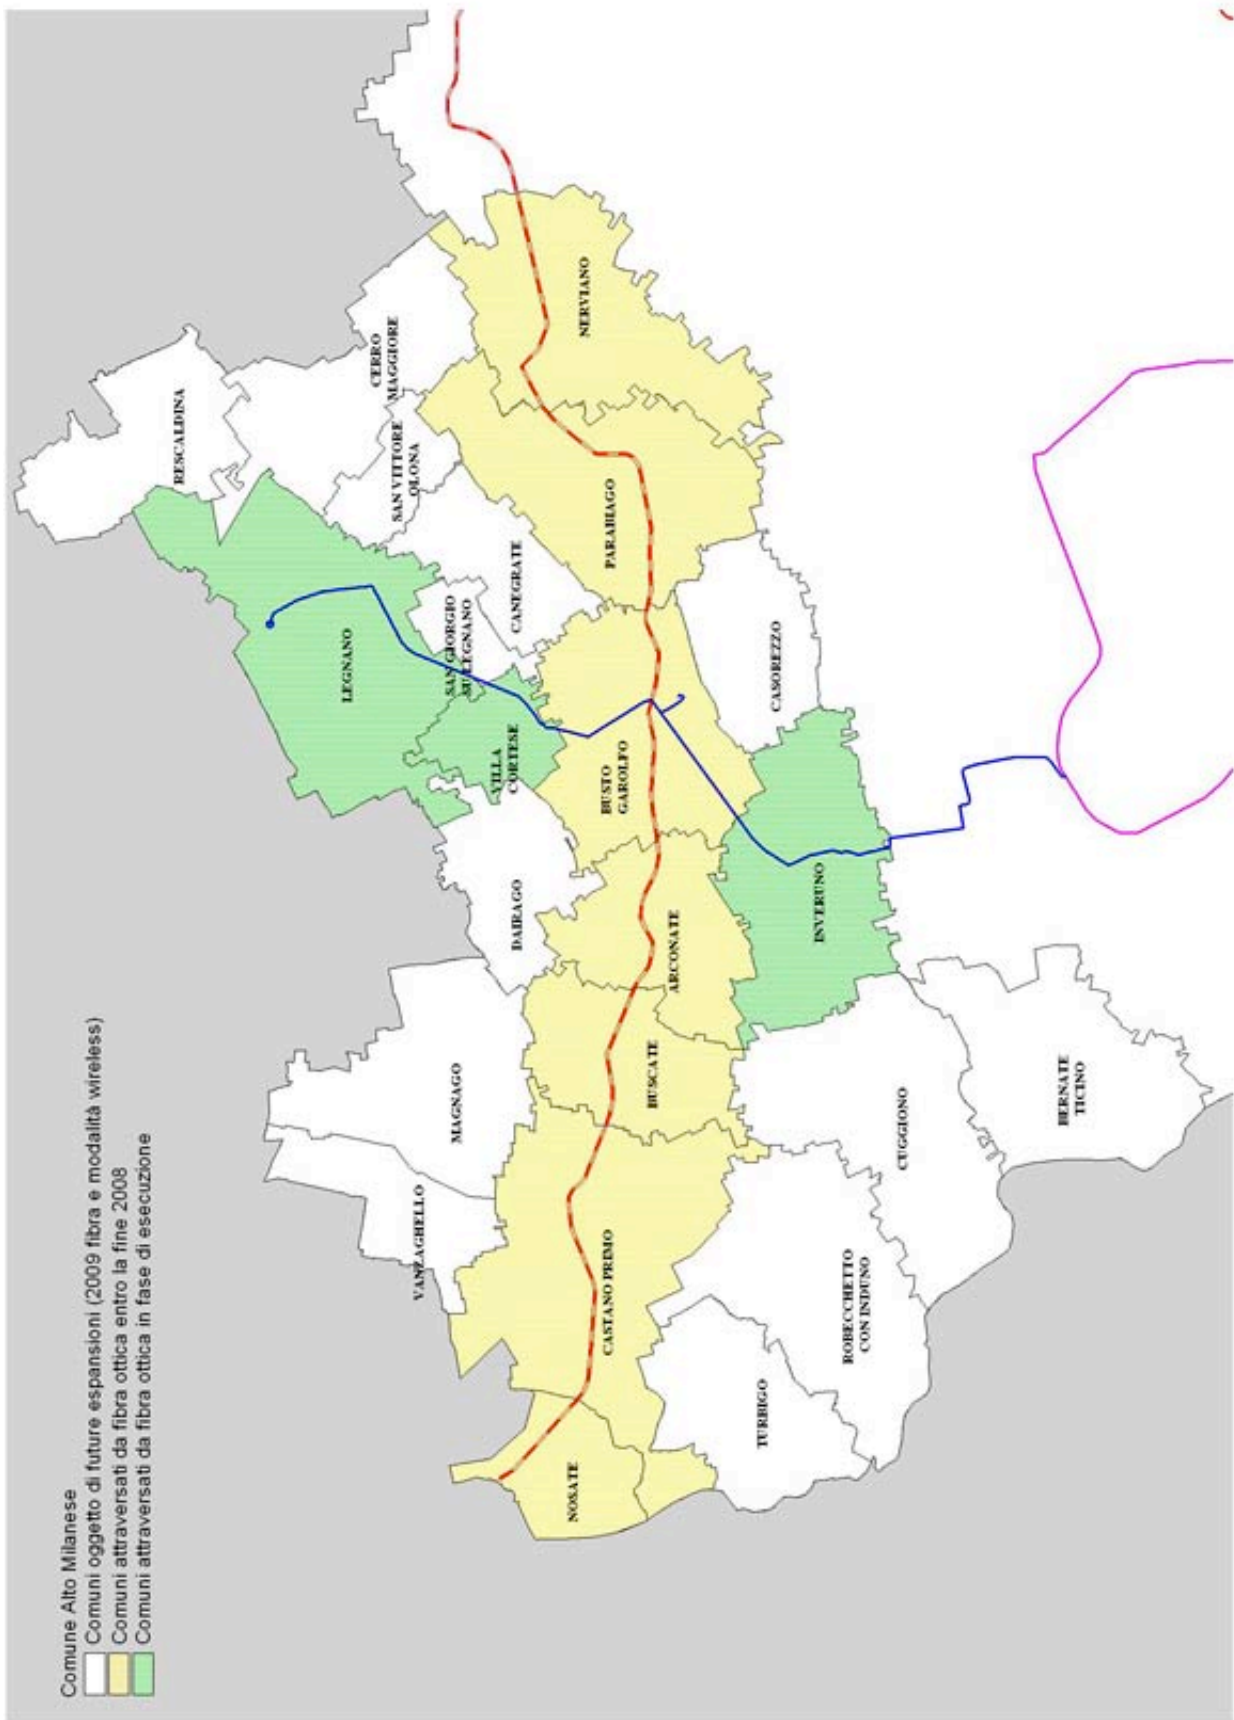 Comune Alto Milanese
Comuni oggetto di future espansioni (2009 fibra e modalità wireless)
Comuni attraversati da fibra ottica entro la fine 2008
Comuni attraversati da fibra ottica in fase di esecuzione
RESCALDINA
LEGNANO
CERRO
MAGGIORE
SAN VITTORE
OLONA
SAN GIORGIO
SU LEGNANO
CANEGRATE
VILLA
CORTESE
NERVIANO
PARABIAGO
BUSTO
GAROLFO
CASOREZZO
DAIRAGO
ARCONATE
INVERUNO
MAGNAGO
BUSCATE
VANZAGHELLO
CASTANO PRIMO
CUGGIONO
BERNATE
TICINO
ROBECCHETTO
CON INDUNO
TURBIGO
NOSATE